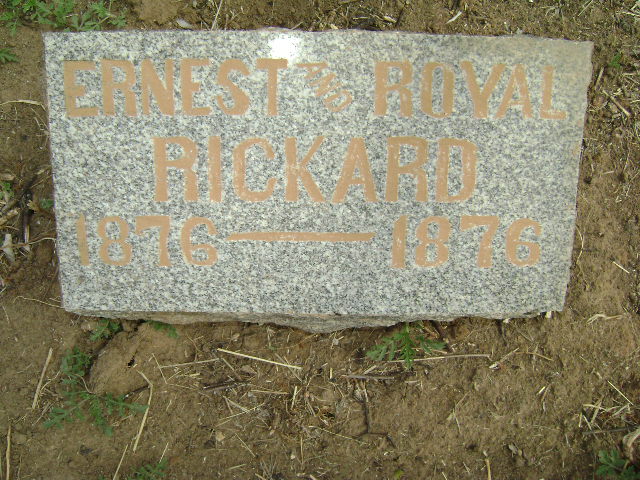 ERNEST AND ROYAL
RICKARD
1876 — 1876